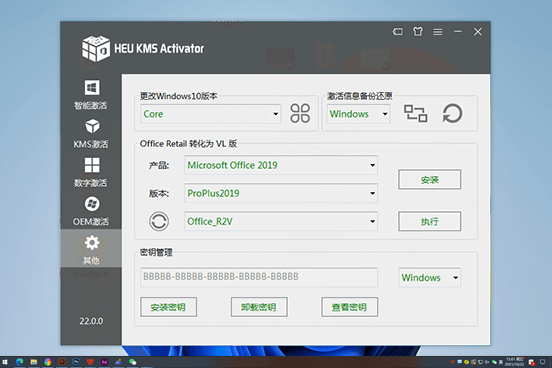 HEU KMS Activator
智能激活
KMS激活
数字激活
OEM激活
其他
22.0.0
更改Windows10版本
Core
激活信息备份还原
Windows
Office Retail 转化为 VL 版
产品:
Microsoft Office 2019
安装
版本:
ProPlus2019
Office_R2V
执行
密钥管理
BBBBB-BBBBB-BBBBB-BBBBB-BBBBB
Windows
安装密钥
卸载密钥
查看密钥